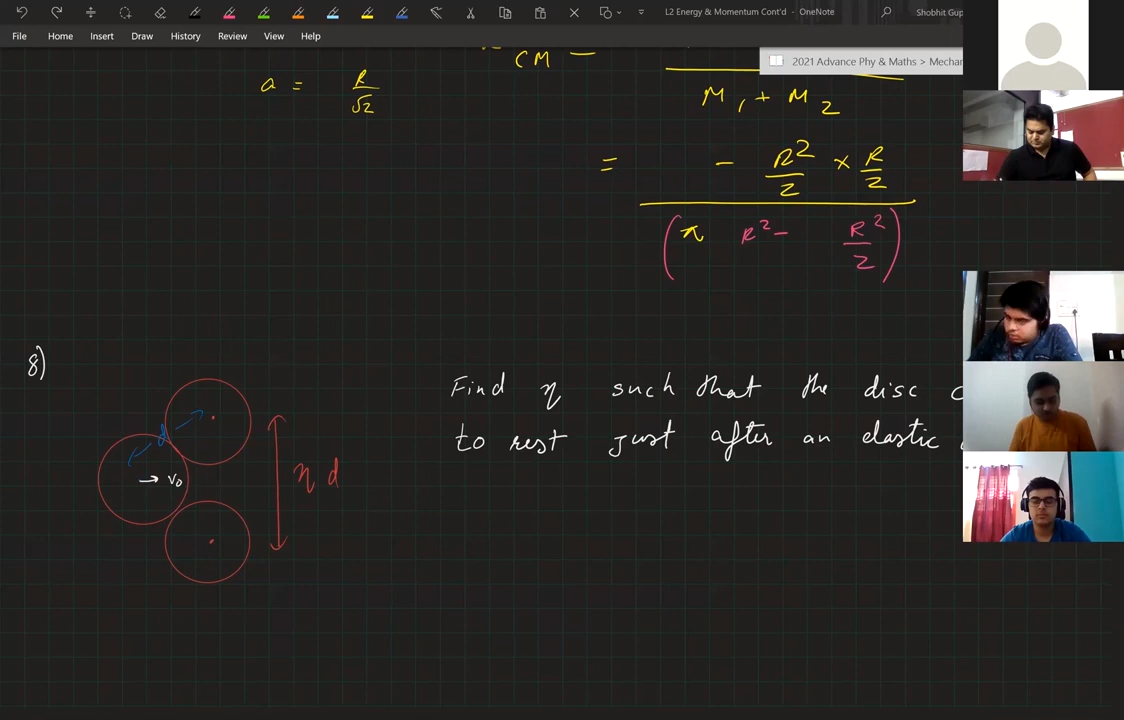 L2 Energy & Momentum Cont'd - OneNote
Shobhit Gup
File Home Insert Draw History Review View Help
2021 Advance Phy & Maths > Mechan
CM =
a = R/√2
M1 + M2
= - R²/2 × R/2
(π R² - R²/2)
8)
d
→ v0
η d
Find η such that the disc
to rest just after an elastic